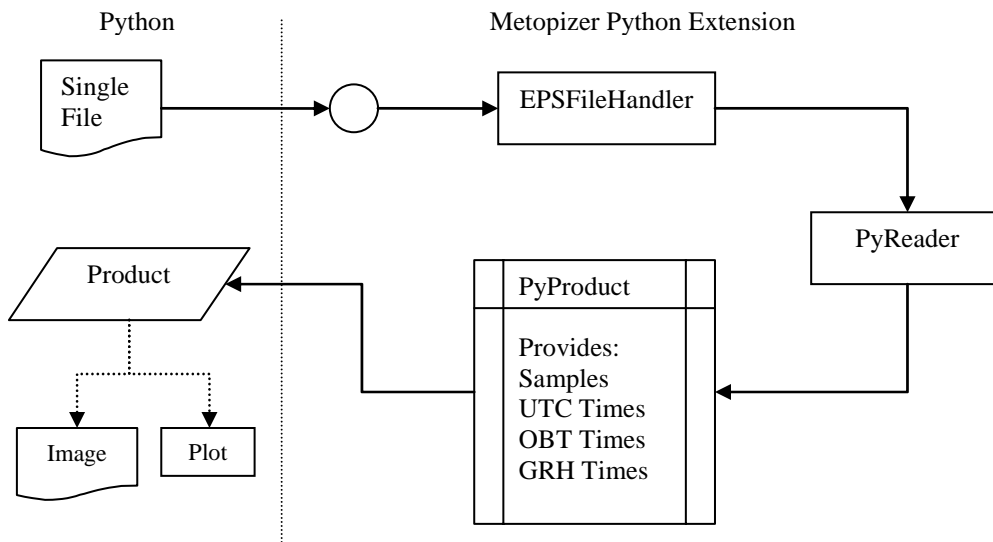 Python
Metopizer Python Extension
Single
File
EPSFileHandler
PyReader
Product
PyProduct
Provides:
Samples
UTC Times
OBT Times
GRH Times
Image
Plot